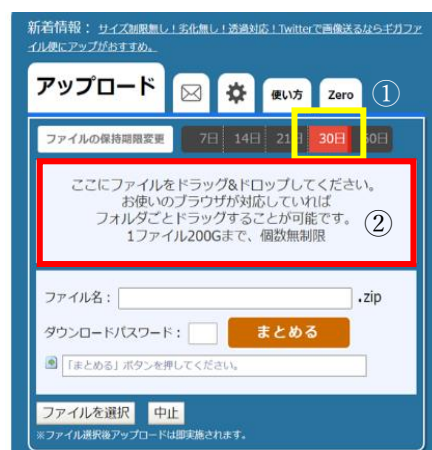 新着情報： サイズ制限無し！劣化無し！透過対応！Twitterで画像送るならギガファ
イル便にアップがおすすめ。
アップロード 使い方 Zero ①
ファイルの保持期限変更 7日 14日 21日 30日 60日
ここにファイルをドラッグ&ドロップしてください。
お使いのブラウザが対応していれば
フォルダごとドラッグすることが可能です。
1ファイル200Gまで、個数無制限
②
ファイル名： .zip
ダウンロードパスワード： まとめる
「まとめる」ボタンを押してください。
ファイルを選択 中止
※ファイル選択後アップロードは即実施されます。